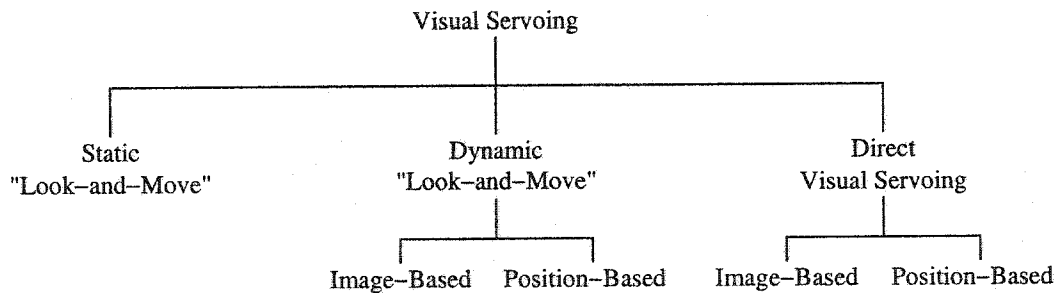 Visual Servoing
Static
"Look-and-Move"
Dynamic
"Look-and-Move"
Direct
Visual Servoing
Image-Based Position-Based Image-Based Position-Based